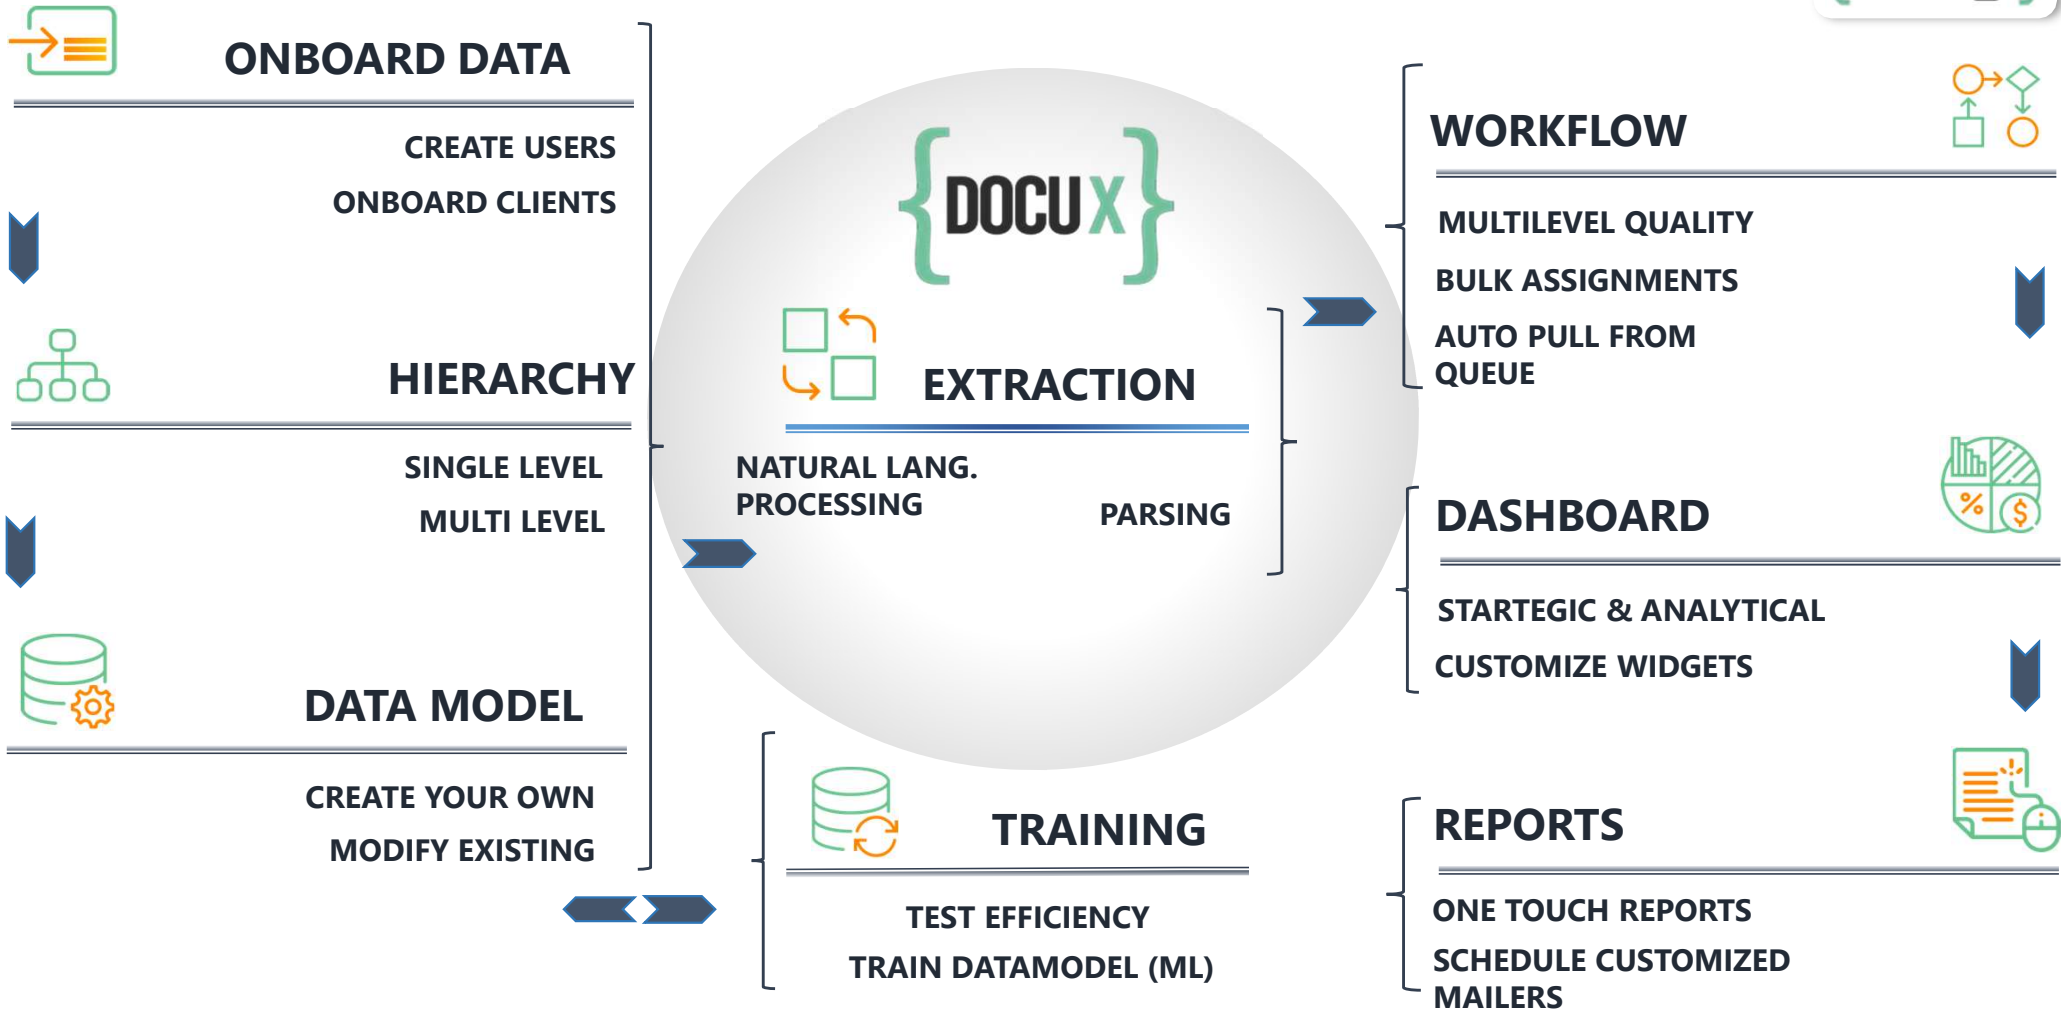 ONBOARD DATA
CREATE USERS
ONBOARD CLIENTS
HIERARCHY
SINGLE LEVEL
MULTI LEVEL
DATA MODEL
CREATE YOUR OWN
MODIFY EXISTING
{DOCUX}
EXTRACTION
NATURAL LANG.
PROCESSING
PARSING
TRAINING
TEST EFFICIENCY
TRAIN DATAMODEL (ML)
WORKFLOW
MULTILEVEL QUALITY
BULK ASSIGNMENTS
AUTO PULL FROM
QUEUE
DASHBOARD
STARTEGIC & ANALYTICAL
CUSTOMIZE WIDGETS
REPORTS
ONE TOUCH REPORTS
SCHEDULE CUSTOMIZED
MAILERS